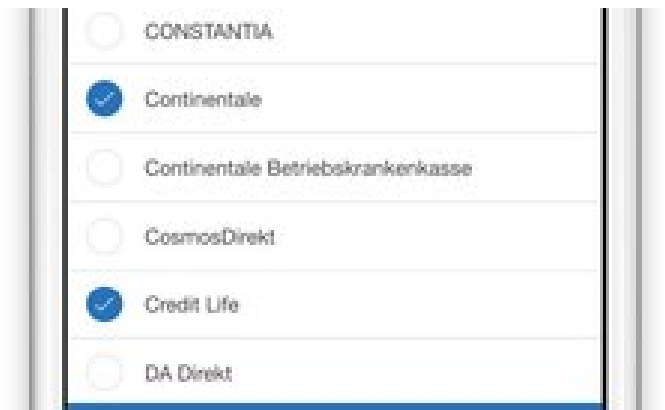 CONSTANTIA
Continentale
Continentale Betriebskrankenkasse
CosmosDirekt
Credit Life
DA Direkt